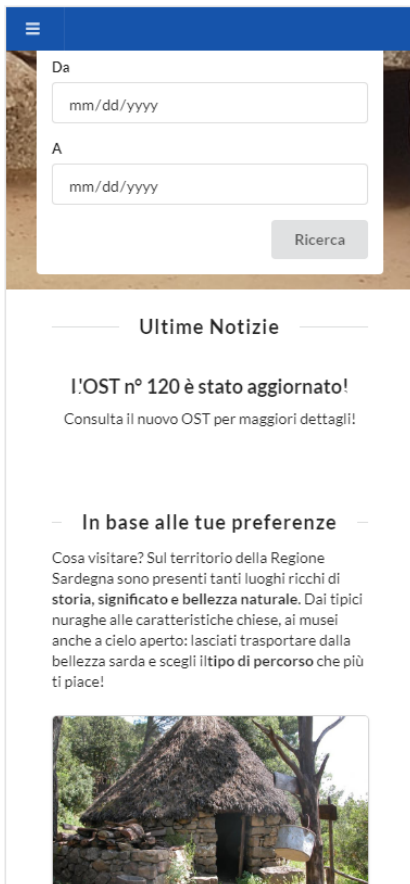 Da
mm/dd/yyyy
A
mm/dd/yyyy
Ricerca
Ultime Notizie
L'OST n° 120 è stato aggiornato!
Consulta il nuovo OST per maggiori dettagli!
In base alle tue preferenze
Cosa visitare? Sul territorio della Regione
Sardegna sono presenti tanti luoghi ricchi di
storia, significato e bellezza naturale. Dai tipici
nuraghe alle caratteristiche chiese, ai musei
anche a cielo aperto: lasciati trasportare dalla
bellezza sarda e scegli iltipo di percorso che più
ti piace!